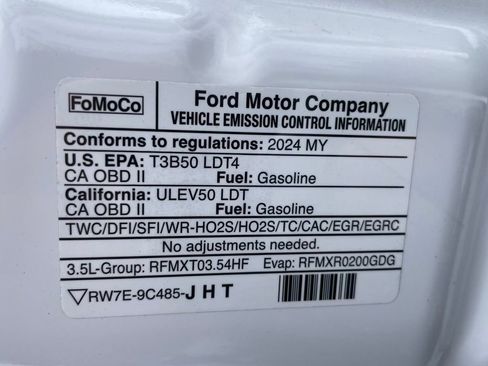 FoMoCo
Ford Motor Company
VEHICLE EMISSION CONTROL INFORMATION
Conforms to regulations: 2024 MY
U.S. EPA: T3B50 LDT4
CA OBD II Fuel: Gasoline
California: ULEV50 LDT
CA OBD II Fuel: Gasoline
TWC/DFI/SFI/WR-HO2S/HO2S/TC/CAC/EGR/EGRC
No adjustments needed.
3.5L-Group: RFMXT03.54HF Evap: RFMXR0200GDG
RW7E-9C485-JHT